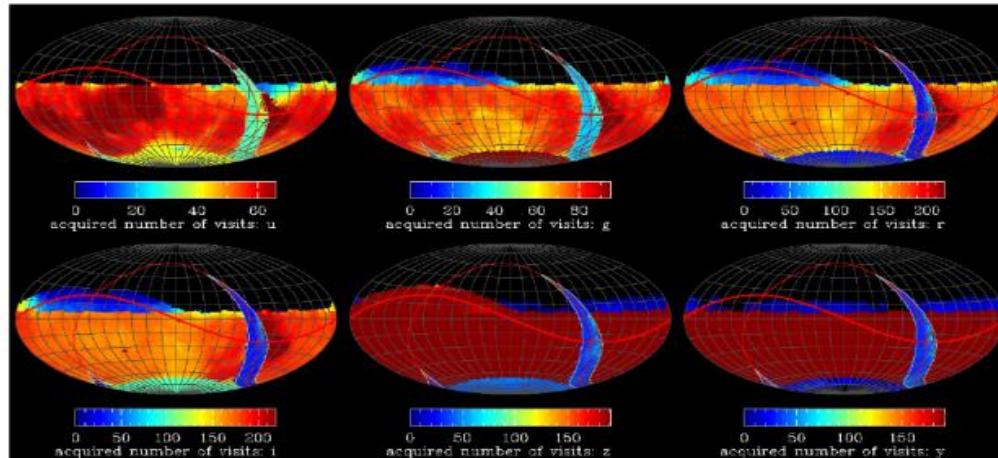 0 20 40 60
acquired number of visits: u
0 20 40 60 80
acquired number of visits: g
0 50 100 150 200
acquired number of visits: r
0 50 100 150 200
acquired number of visits: i
0 50 100 150
acquired number of visits: z
0 50 100 150
acquired number of visits: y